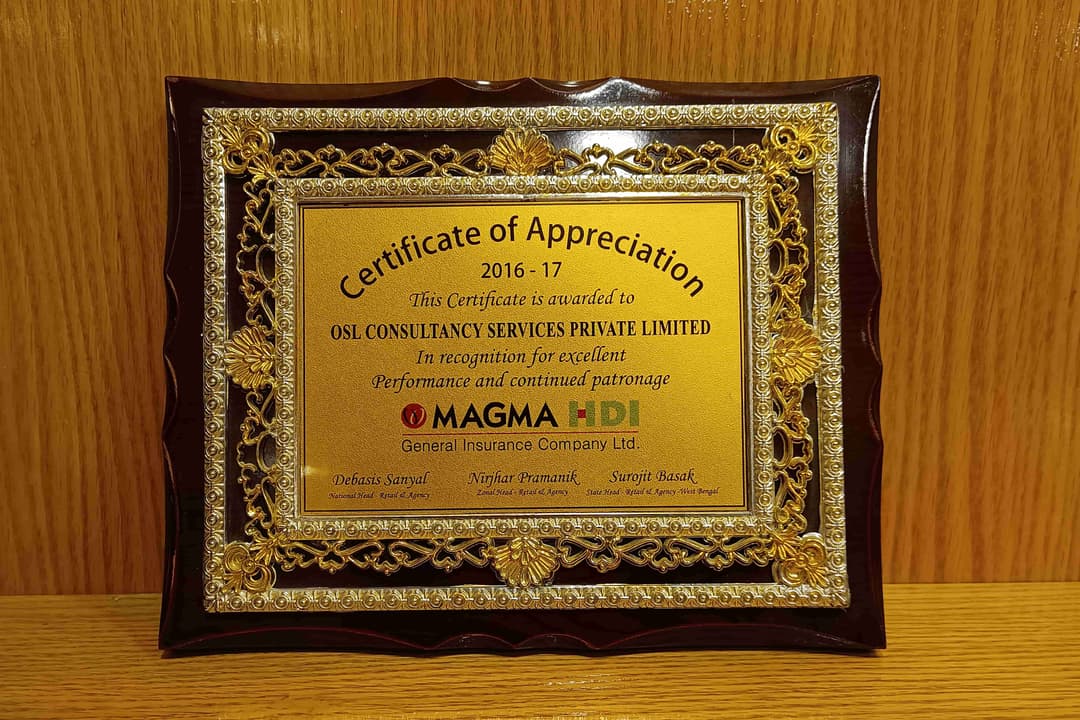 Certificate of Appreciation
2016 - 17
This Certificate is awarded to
OSL CONSULTANCY SERVICES PRIVATE LIMITED
In recognition for excellent
Performance and continued patronage
MAGMA HDI
General Insurance Company Ltd.
Debasis Sanyal Nirjhar Pramanik Surojit Basak
National Head - Retail & Agency Zonal Head - Retail & Agency State Head - Retail & Agency -West Bengal